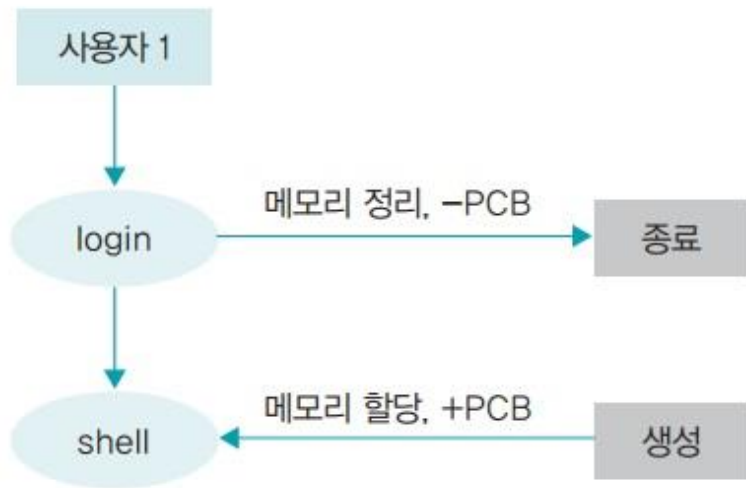 사용자 1
login
메모리 정리, −PCB
종료
shell
메모리 할당, +PCB
생성